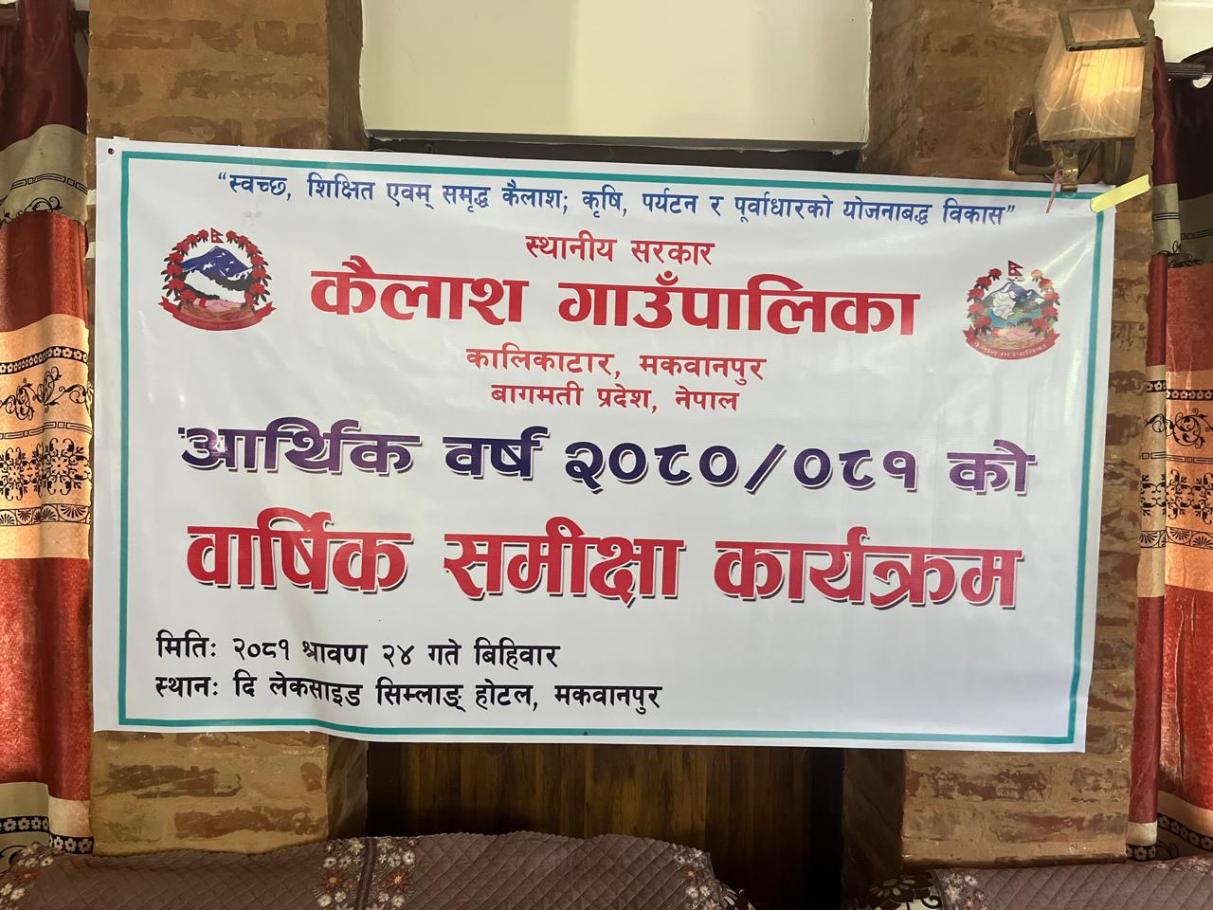 “स्वच्छ, शिक्षित एवम् समृद्ध कैलाश; कृषि, पर्यटन र पूर्वाधारको योजनाबद्ध विकास”
स्थानीय सरकार
कैलाश गाउँपालिका
कालिकाटार, मकवानपुर
बागमती प्रदेश, नेपाल
आर्थिक वर्ष २०८०/०८१ को
वार्षिक समीक्षा कार्यक्रम
मितिः २०८१ श्रावण २४ गते बिहिवार
स्थानः दि लेकसाइड सिम्लाङ् होटल, मकवानपुर
कैलाश गाउँपालिका